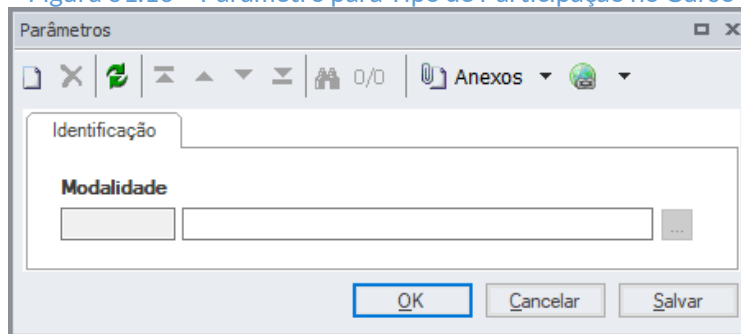 Parâmetros
0/0 Anexos
Identificação
Modalidade
...
OK Cancelar Salvar